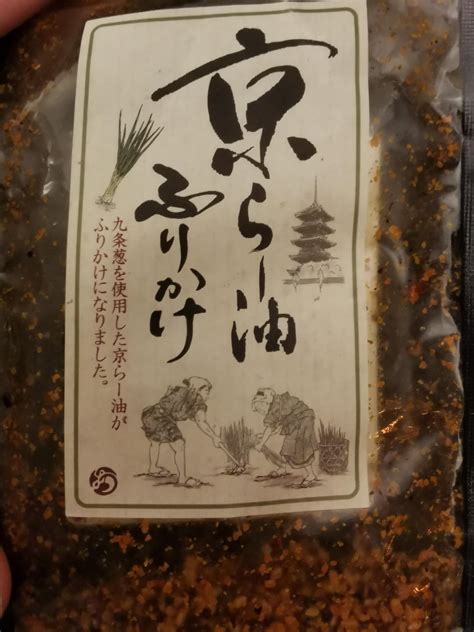 京らー油
ふりかけ
九条葱を使用した京らー油が
ふりかけになりました。